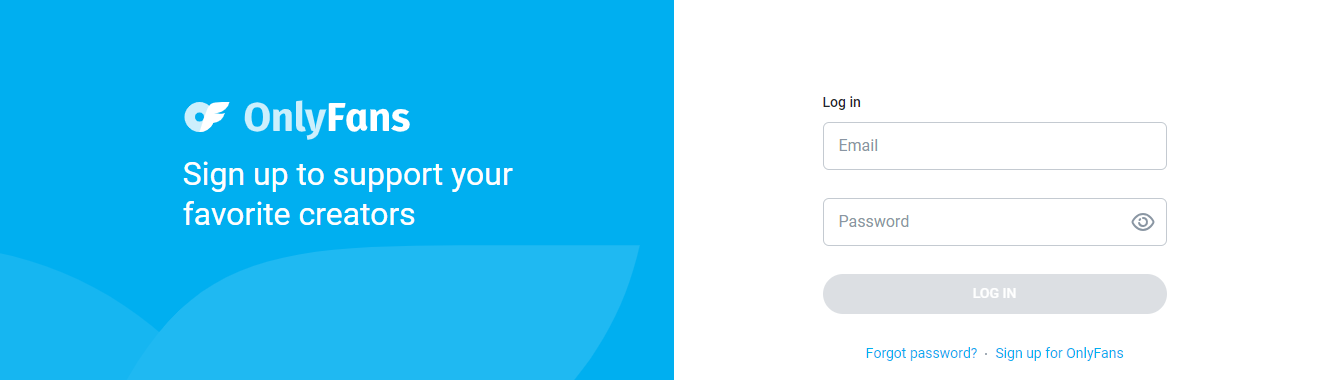 OnlyFans
Sign up to support your
favorite creators
Log in
Email
Password
LOG IN
Forgot password? · Sign up for OnlyFans